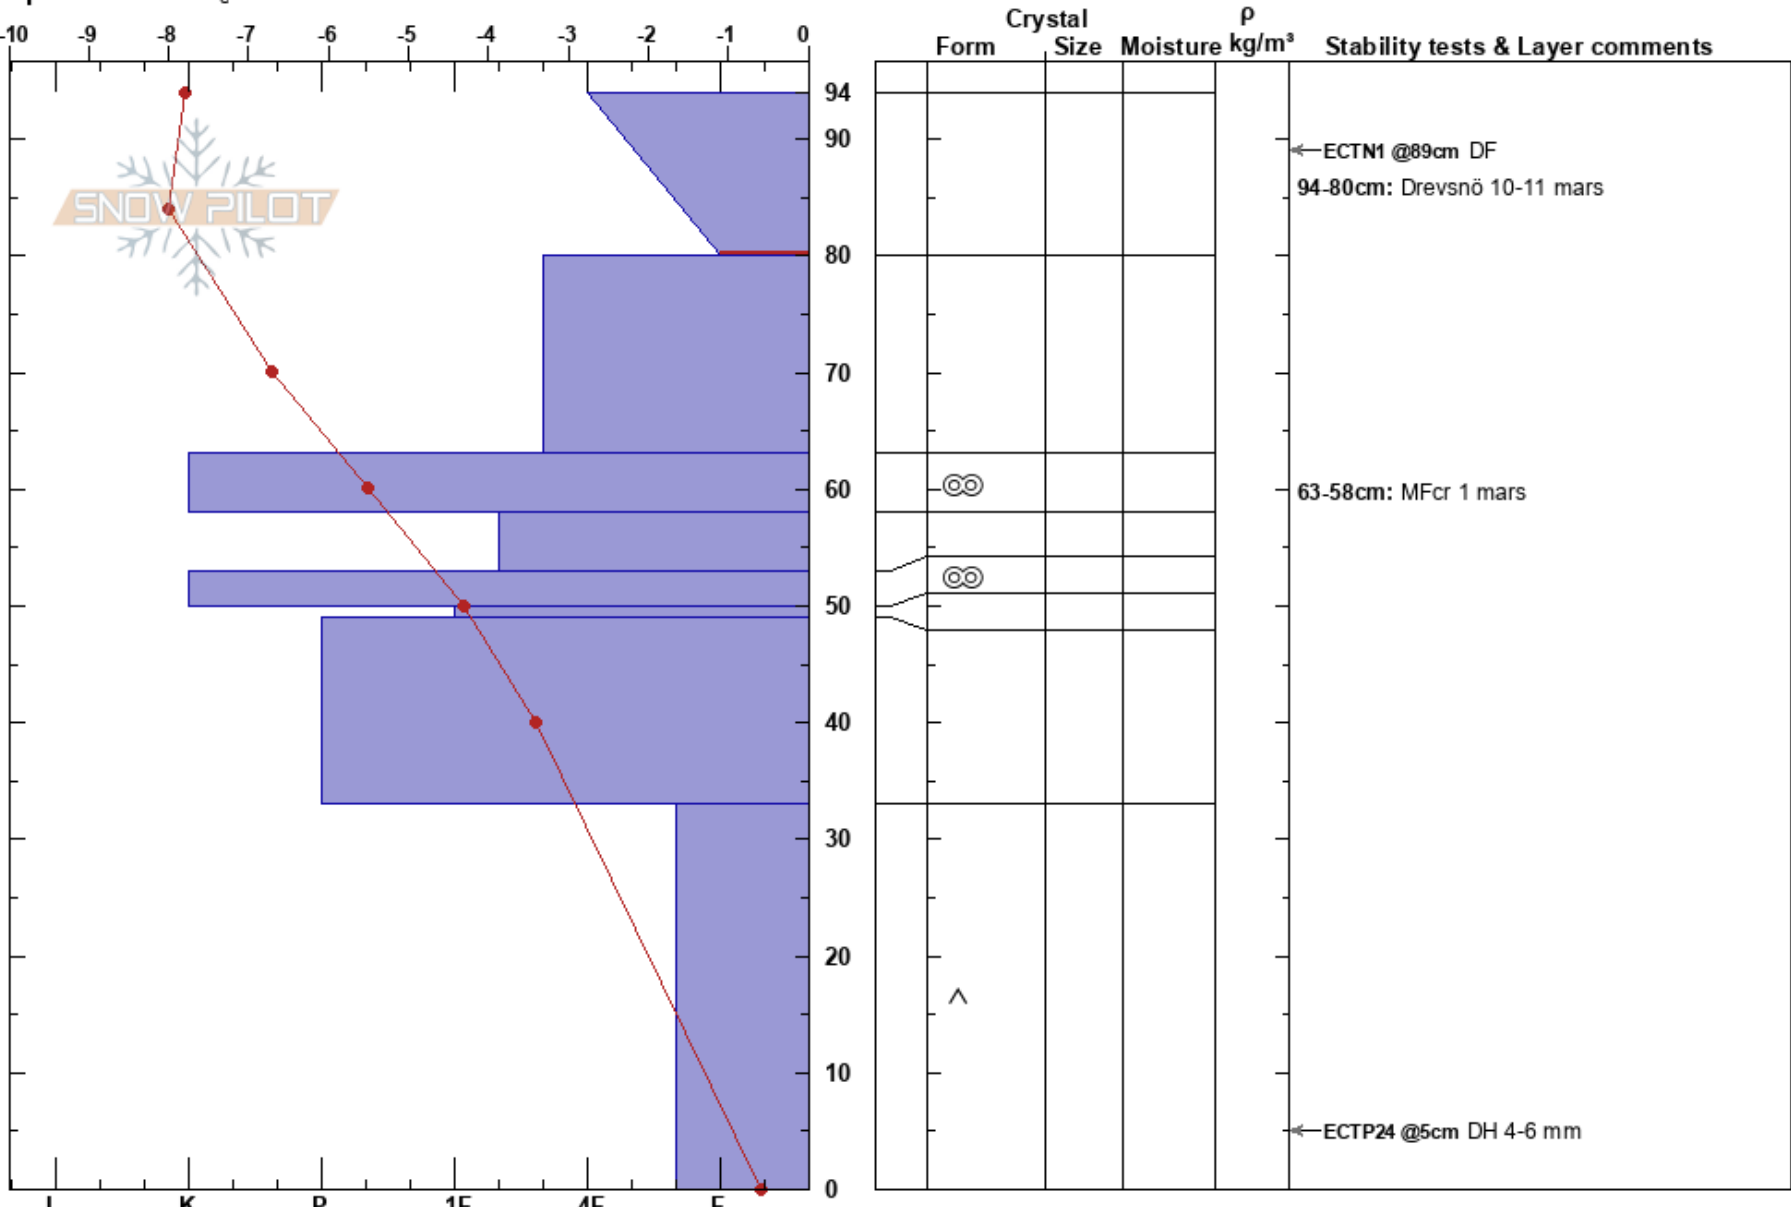 Crystal ρ
-10 -9 -8 -7 -6 -5 -4 -3 -2 -1 0 Form Size Moisture kg/m³ Stability tests & Layer comments
94
90
ECTN1 @89cm DF
94-80cm: Drevsnö 10-11 mars
SNOW PILOT
80
70
60
63-58cm: MFcr 1 mars
50
40
30
20
10
ECTP24 @5cm DH 4-6 mm
0
I K P 1F 4F F